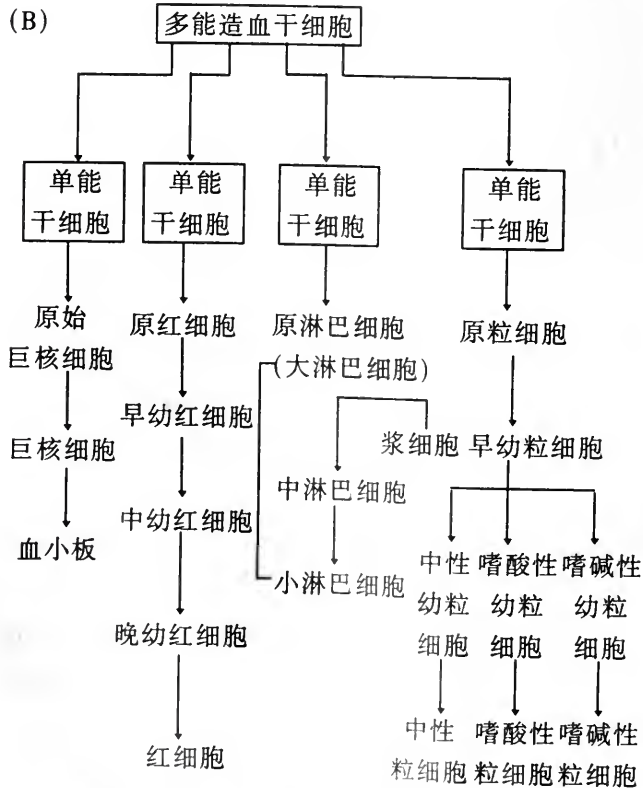 (B)
多能造血干细胞
单能
干细胞
单能
干细胞
单能
干细胞
单能
干细胞
原始
巨核细胞
巨核细胞
血小板
原红细胞
早幼红细胞
中幼红细胞
晚幼红细胞
红细胞
原淋巴细胞
(大淋巴细胞)
浆细胞
中淋巴细胞
小淋巴细胞
原粒细胞
早幼粒细胞
中性
幼粒
细胞
嗜酸性
幼粒
细胞
嗜碱性
幼粒
细胞
中性
粒细胞
嗜酸性
粒细胞
嗜碱性
粒细胞